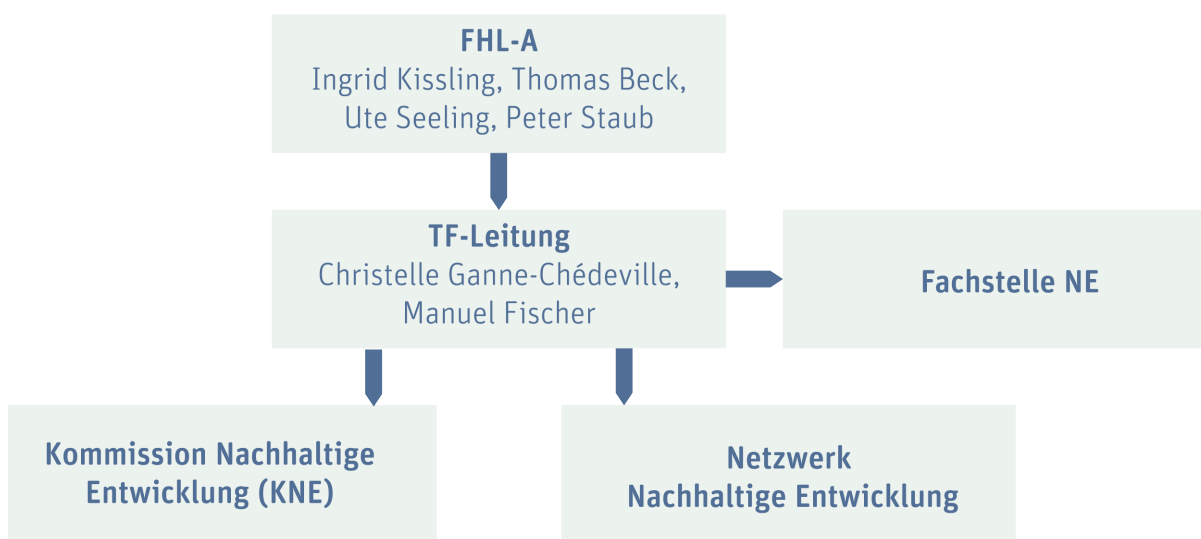 FHL-A
Ingrid Kissling, Thomas Beck,
Ute Seeling, Peter Staub
TF-Leitung
Christelle Ganne-Chédeville,
Manuel Fischer
Fachstelle NE
Kommission Nachhaltige
Entwicklung (KNE)
Netzwerk
Nachhaltige Entwicklung